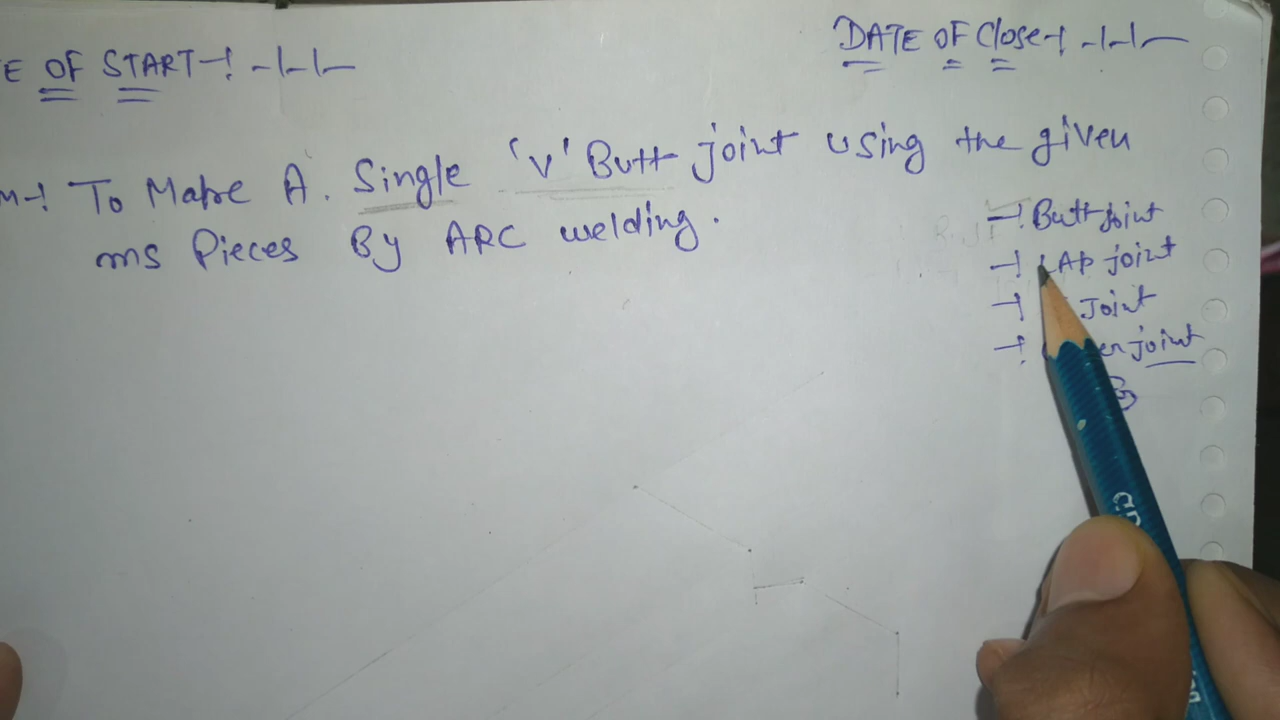 E OF START-! -/-/-
DATE OF Close-! -/-/-
M-! To Make A. Single 'V' Butt joint using the given
ms Pieces By ARC welding.
-! Butt joint
-! LAP joint
-! Joint
-! er joint